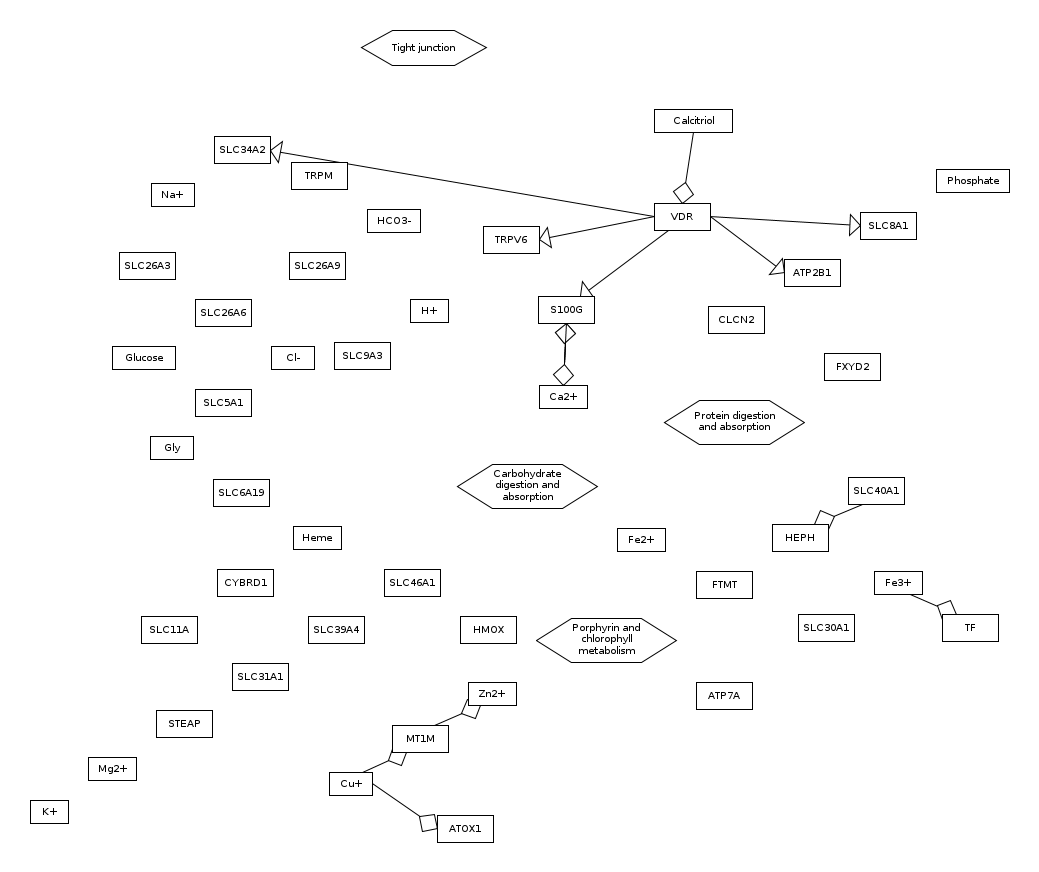 Tight junction
Calcitriol
SLC34A2
TRPM
Phosphate
Na+
HCO3-
VDR
SLC8A1
TRPV6
SLC26A3
SLC26A9
ATP2B1
SLC26A6
H+
S100G
CLCN2
Glucose
Cl-
SLC9A3
FXYD2
SLC5A1
Ca2+
Protein digestion
and absorption
Gly
Carbohydrate
digestion and
absorption
SLC6A19
SLC40A1
Heme
Fe2+
HEPH
CYBRD1
SLC46A1
FTMT
Fe3+
SLC11A
SLC39A4
HMOX
Porphyrin and
chlorophyll
metabolism
SLC30A1
TF
SLC31A1
Zn2+
ATP7A
STEAP
MT1M
Mg2+
Cu+
K+
ATOX1